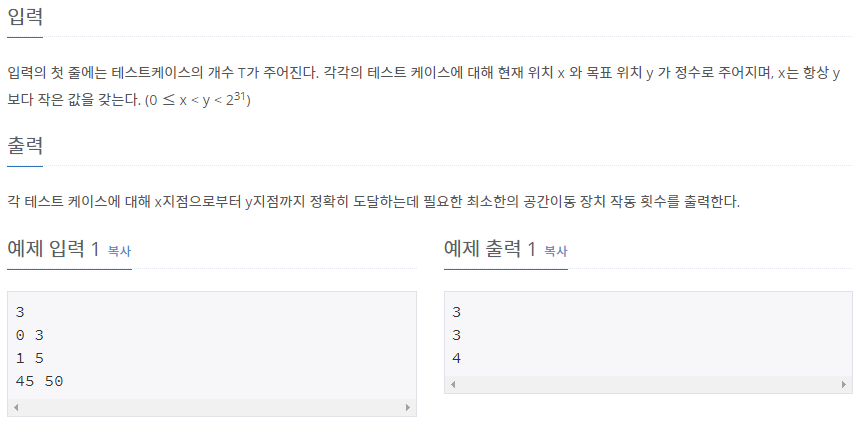 입력
입력의 첫 줄에는 테스트케이스의 개수 T가 주어진다. 각각의 테스트 케이스에 대해 현재 위치 x 와 목표 위치 y 가 정수로 주어지며, x는 항상 y
보다 작은 값을 갖는다. (0 ≤ x < y < 2³¹)
출력
각 테스트 케이스에 대해 x지점으로부터 y지점까지 정확히 도달하는데 필요한 최소한의 공간이동 장치 작동 횟수를 출력한다.
예제 입력 1 복사
3
0 3
1 5
45 50
예제 출력 1 복사
3
3
4